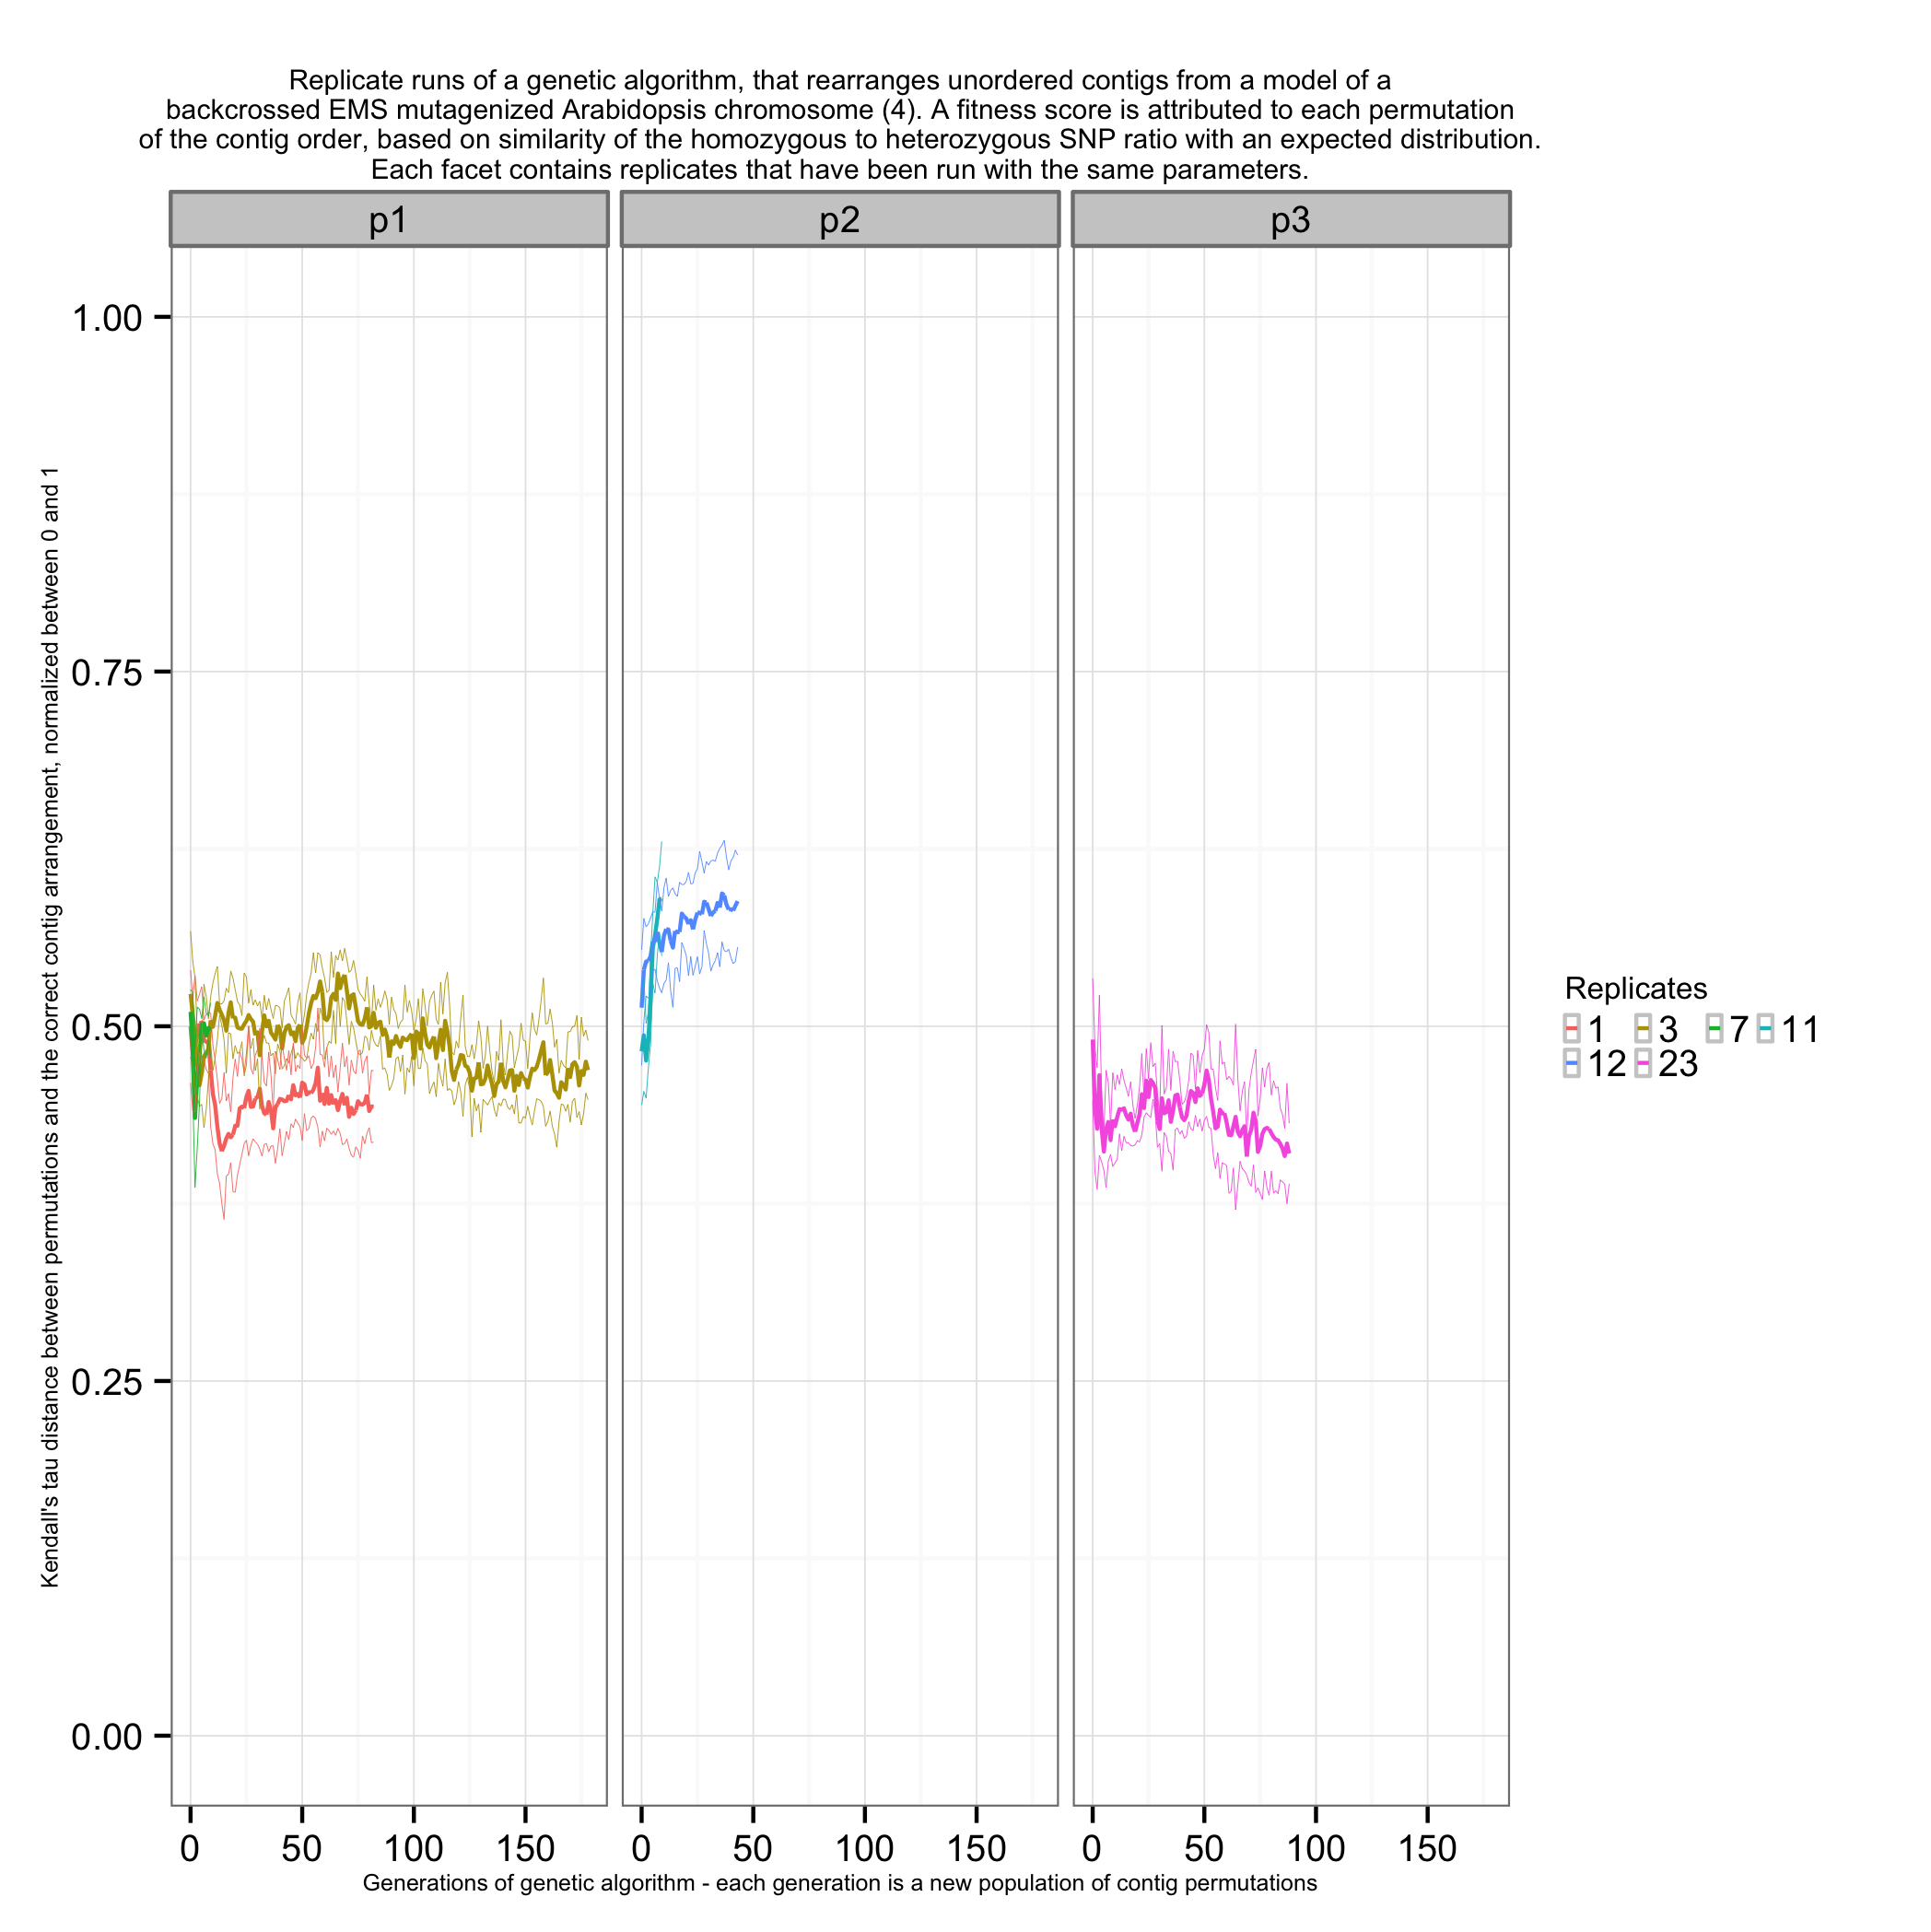 Replicate runs of a genetic algorithm, that rearranges unordered contigs from a model of a
backcrossed EMS mutagenized Arabidopsis chromosome (4). A fitness score is attributed to each permutation
of the contig order, based on similarity of the homozygous to heterozygous SNP ratio with an expected distribution.
Each facet contains replicates that have been run with the same parameters.
p1 p2 p3
Kendall's tau distance between permutations and the correct contig arrangement, normalized between 0 and 1
1.00
0.75
0.50
0.25
0.00
0 50 100 150 0 50 100 150 0 50 100 150
Generations of genetic algorithm - each generation is a new population of contig permutations
Replicates
1 3 7 11
12 23